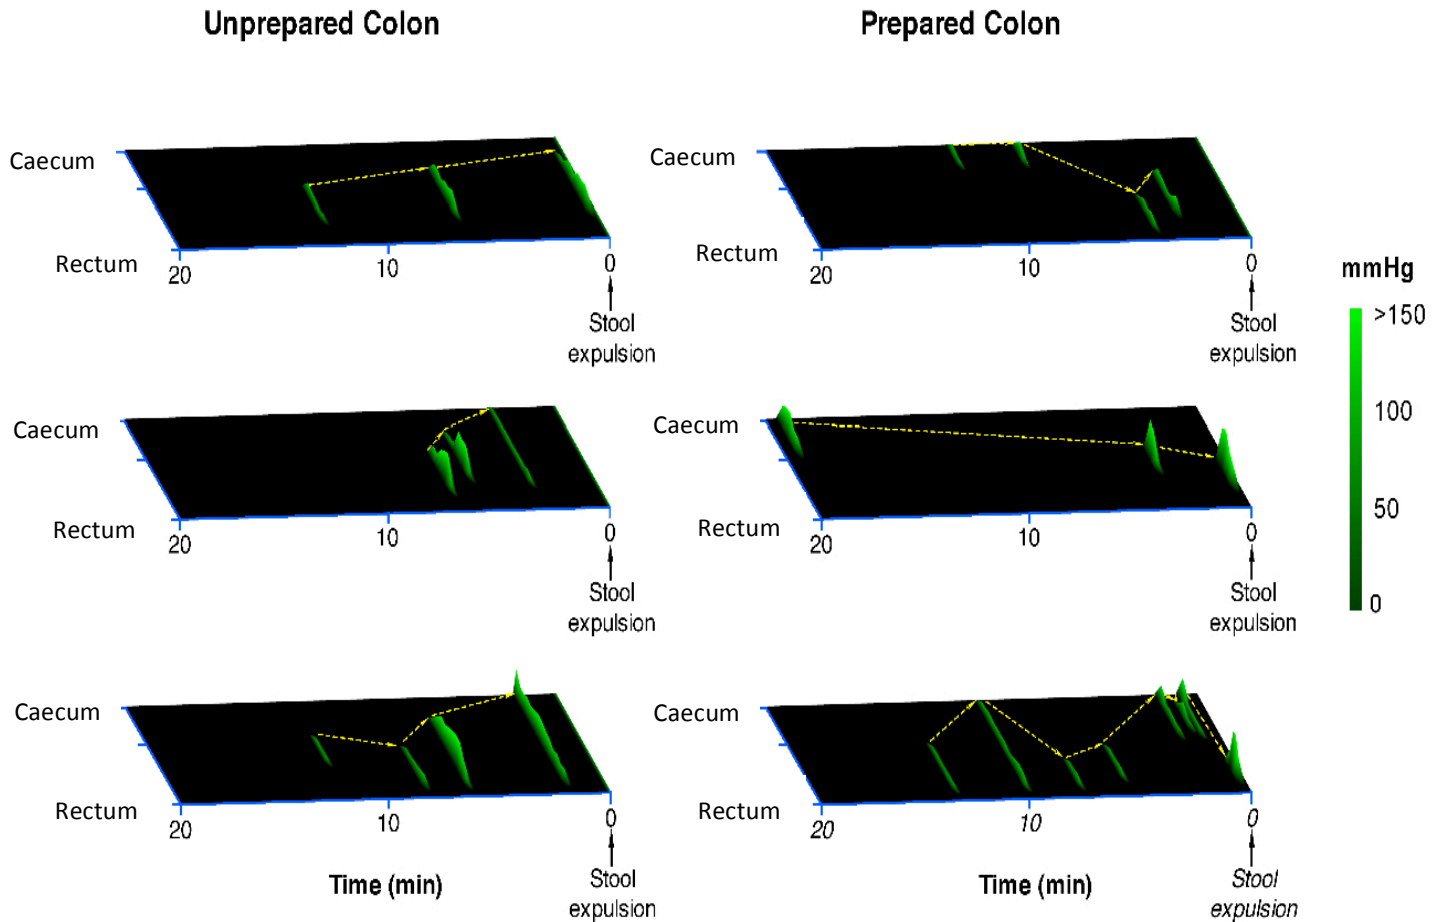 Unprepared Colon
Prepared Colon
Caecum
Rectum
20
10
0
Stool
expulsion
Caecum
Rectum
20
10
0
Stool
expulsion
mmHg
>150
100
50
0
Caecum
Rectum
20
10
0
Stool
expulsion
Caecum
Rectum
20
10
0
Stool
expulsion
Caecum
Rectum
20
10
0
Time (min)
Stool
expulsion
Caecum
Rectum
20
10
0
Time (min)
Stool
expulsion